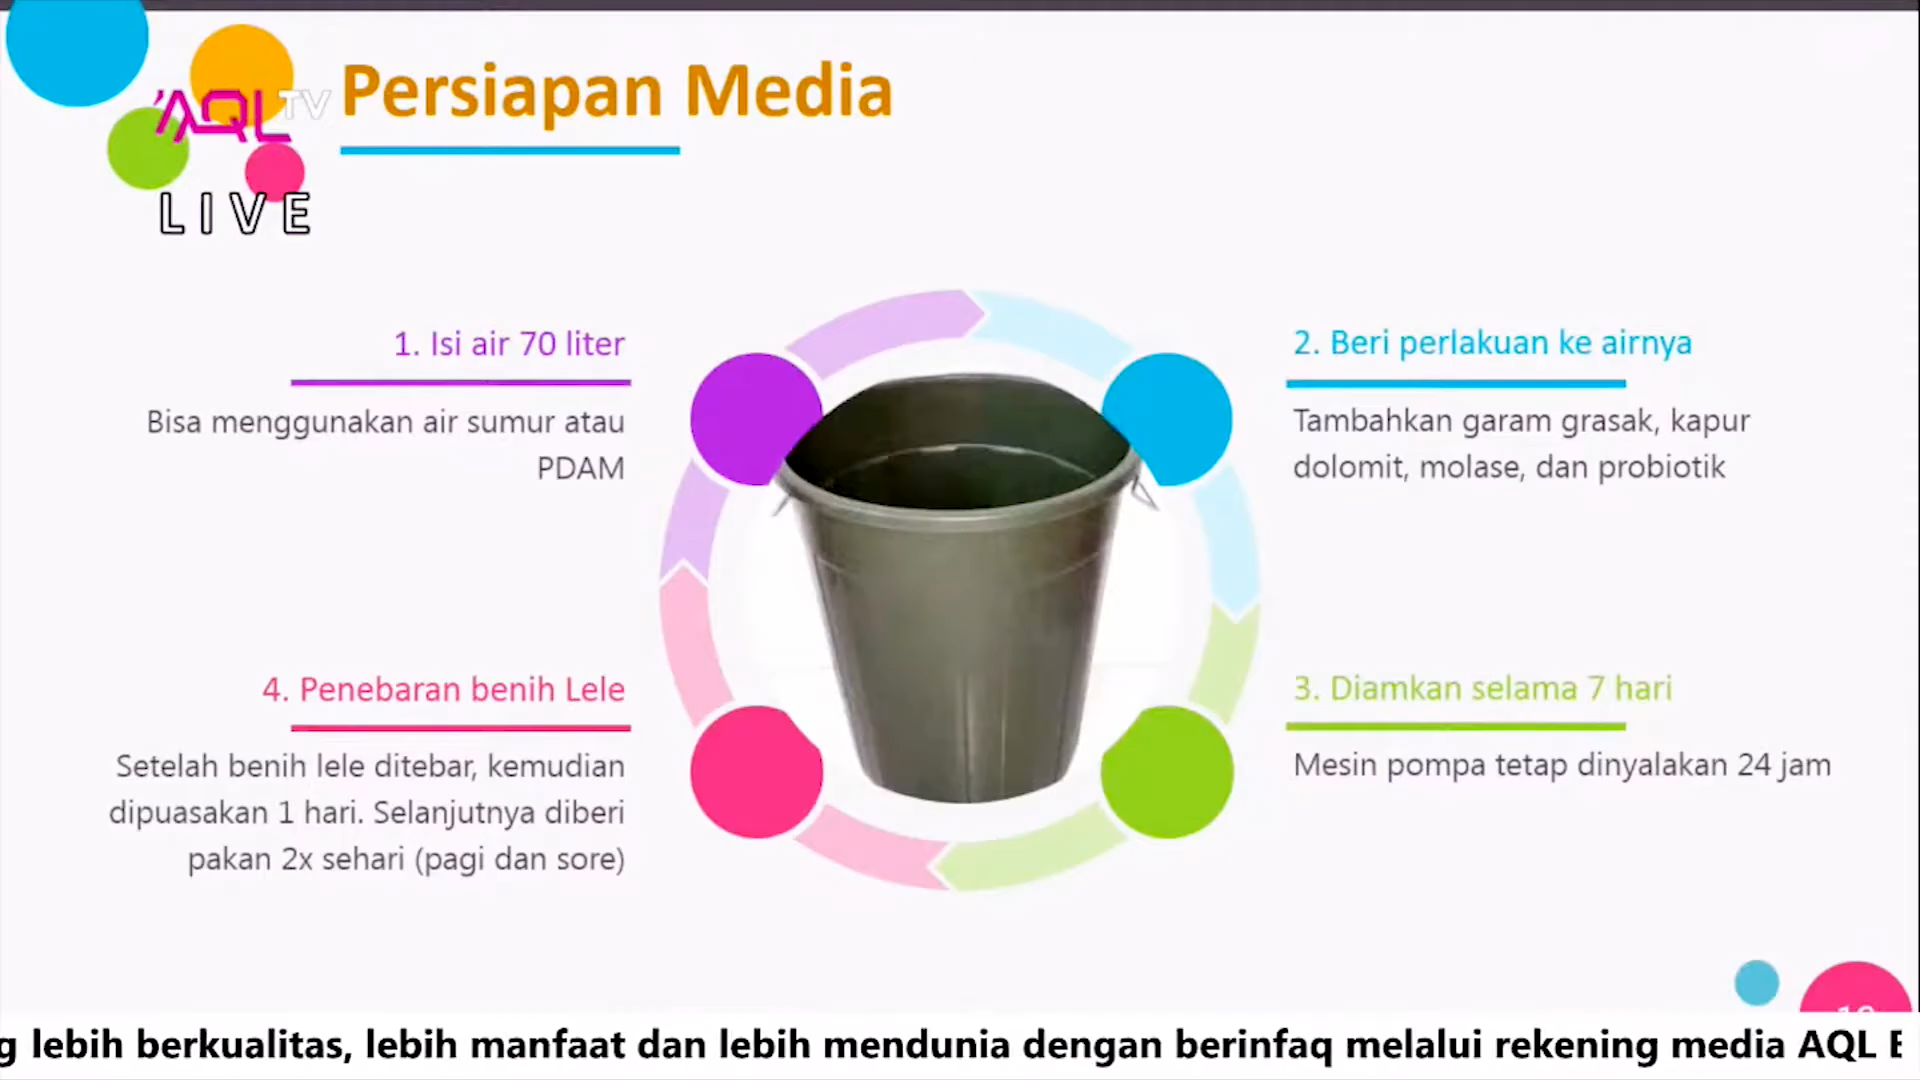 Persiapan Media
'AQL TV
LIVE
1. Isi air 70 liter
Bisa menggunakan air sumur atau
PDAM
2. Beri perlakuan ke airnya
Tambahkan garam grasak, kapur
dolomit, molase, dan probiotik
3. Diamkan selama 7 hari
Mesin pompa tetap dinyalakan 24 jam
4. Penebaran benih Lele
Setelah benih lele ditebar, kemudian
dipuasakan 1 hari. Selanjutnya diberi
pakan 2x sehari (pagi dan sore)
g lebih berkualitas, lebih manfaat dan lebih mendunia dengan berinfaq melalui rekening media AQL